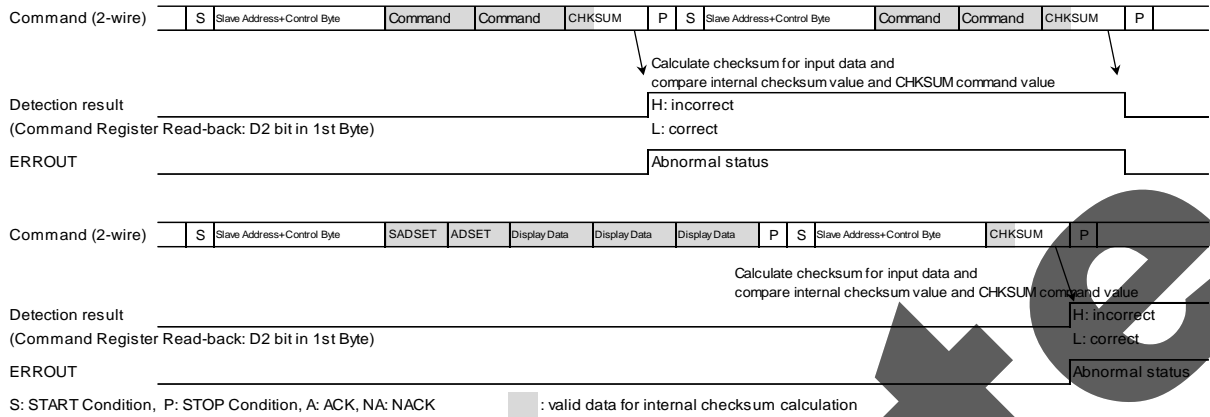 Command (2-wire) S Slave Address+Control Byte Command Command CHKSUM P S Slave Address+Control Byte Command Command CHKSUM P
Calculate checksum for input data and
compare internal checksum value and CHKSUM command value
Detection result H: incorrect
(Command Register Read-back: D2 bit in 1st Byte) L: correct
ERROUT Abnormal status
Command (2-wire) S Slave Address+Control Byte SADSET ADSET Display Data Display Data Display Data P S Slave Address+Control Byte CHKSUM P
Calculate checksum for input data and
compare internal checksum value and CHKSUM command value
Detection result H: incorrect
(Command Register Read-back: D2 bit in 1st Byte) L: correct
ERROUT Abnormal status
S: START Condition, P: STOP Condition, A: ACK, NA: NACK : valid data for internal checksum calculation
e